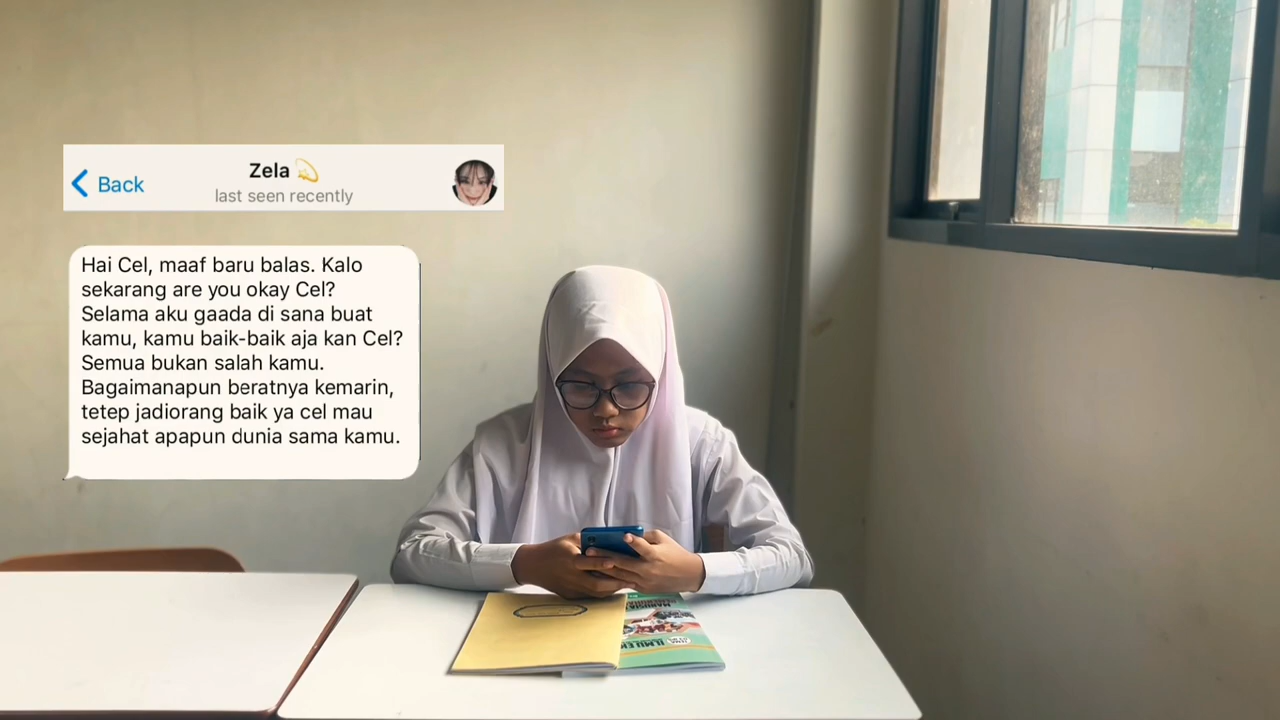 Back
Zela 💫
last seen recently
Hai Cel, maaf baru balas. Kalo
sekarang are you okay Cel?
Selama aku gaada di sana buat
kamu, kamu baik-baik aja kan Cel?
Semua bukan salah kamu.
Bagaimanapun beratnya kemarin,
tetep jadiorang baik ya cel mau
sejahat apapun dunia sama kamu.